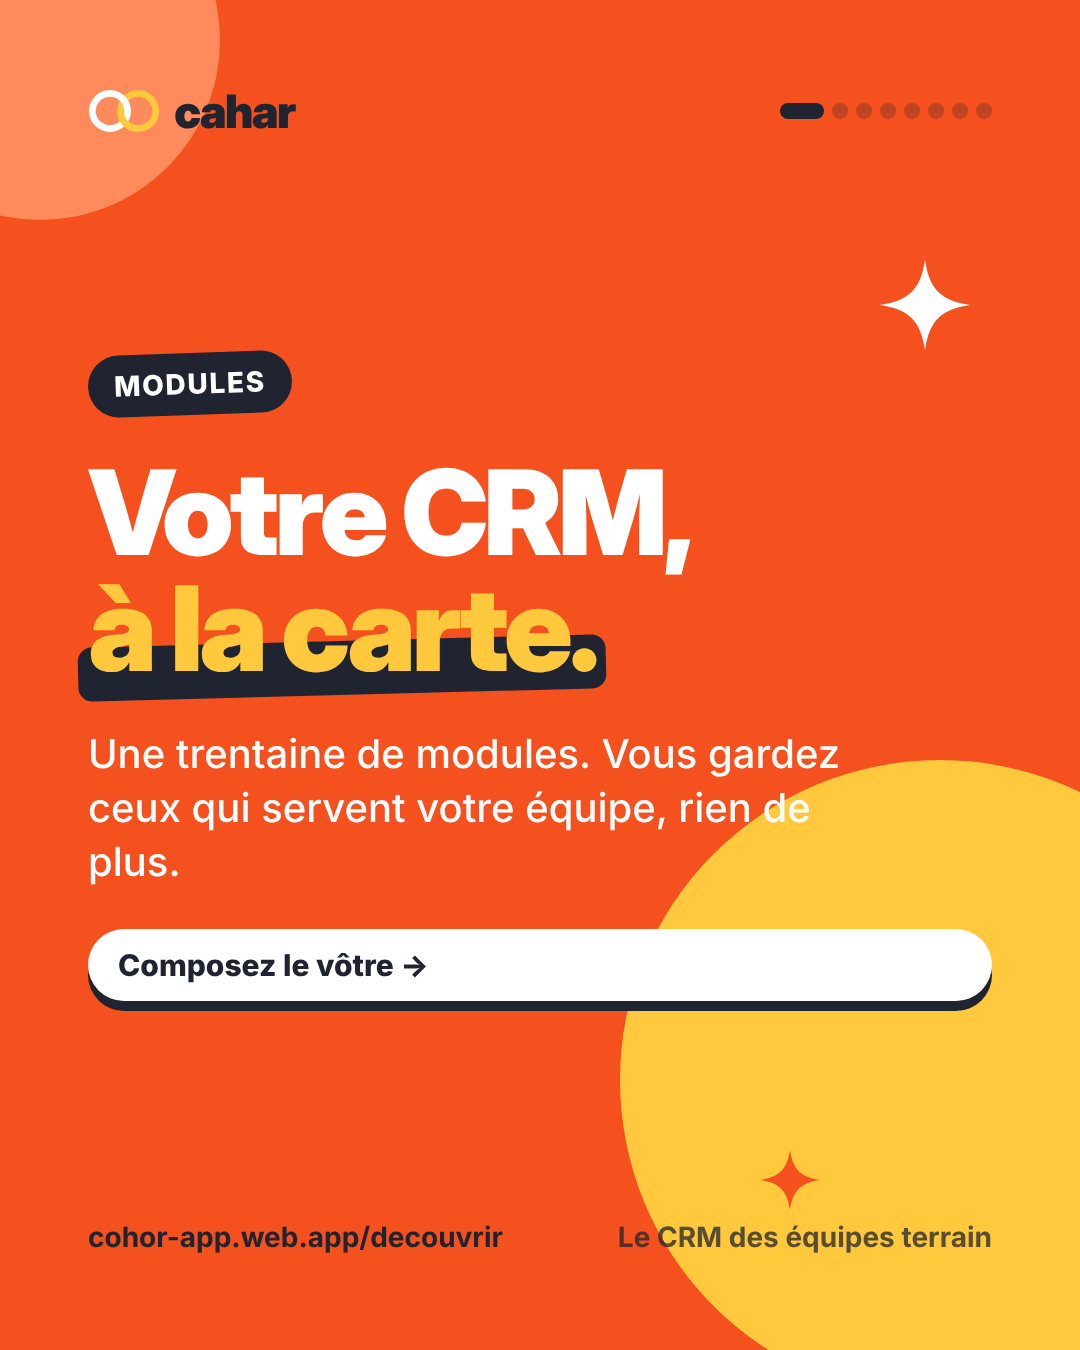 cahar
MODULES
Votre CRM,
à la carte.
Une trentaine de modules. Vous gardez
ceux qui servent votre équipe, rien de
plus.
Composez le vôtre →
cohor-app.web.app/decouvrir
Le CRM des équipes terrain